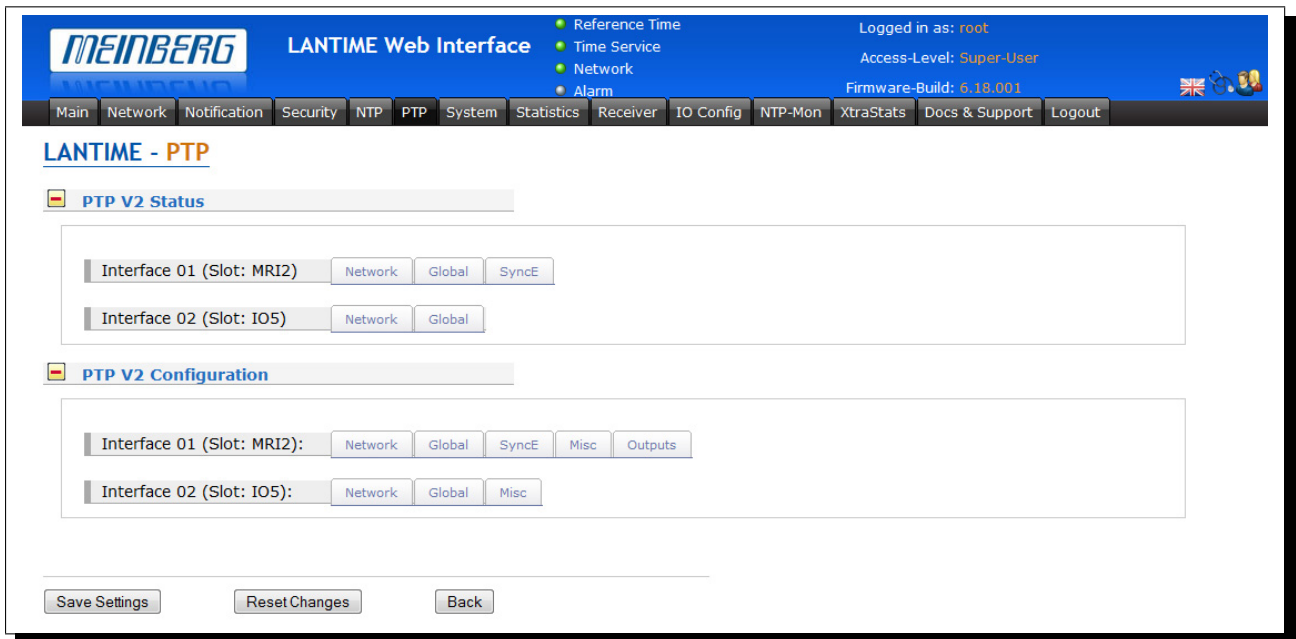 MEINBERG
LANTIME Web Interface
Reference Time
Time Service
Network
Alarm
Logged in as: root
Access-Level: Super-User
Firmware-Build: 6.18.001
Main Network Notification Security NTP PTP System Statistics Receiver IO Config NTP-Mon XtraStats Docs & Support Logout
LANTIME - PTP
PTP V2 Status
Interface 01 (Slot: MRI2) Network Global SyncE
Interface 02 (Slot: IO5) Network Global
PTP V2 Configuration
Interface 01 (Slot: MRI2): Network Global SyncE Misc Outputs
Interface 02 (Slot: IO5): Network Global Misc
Save Settings Reset Changes Back